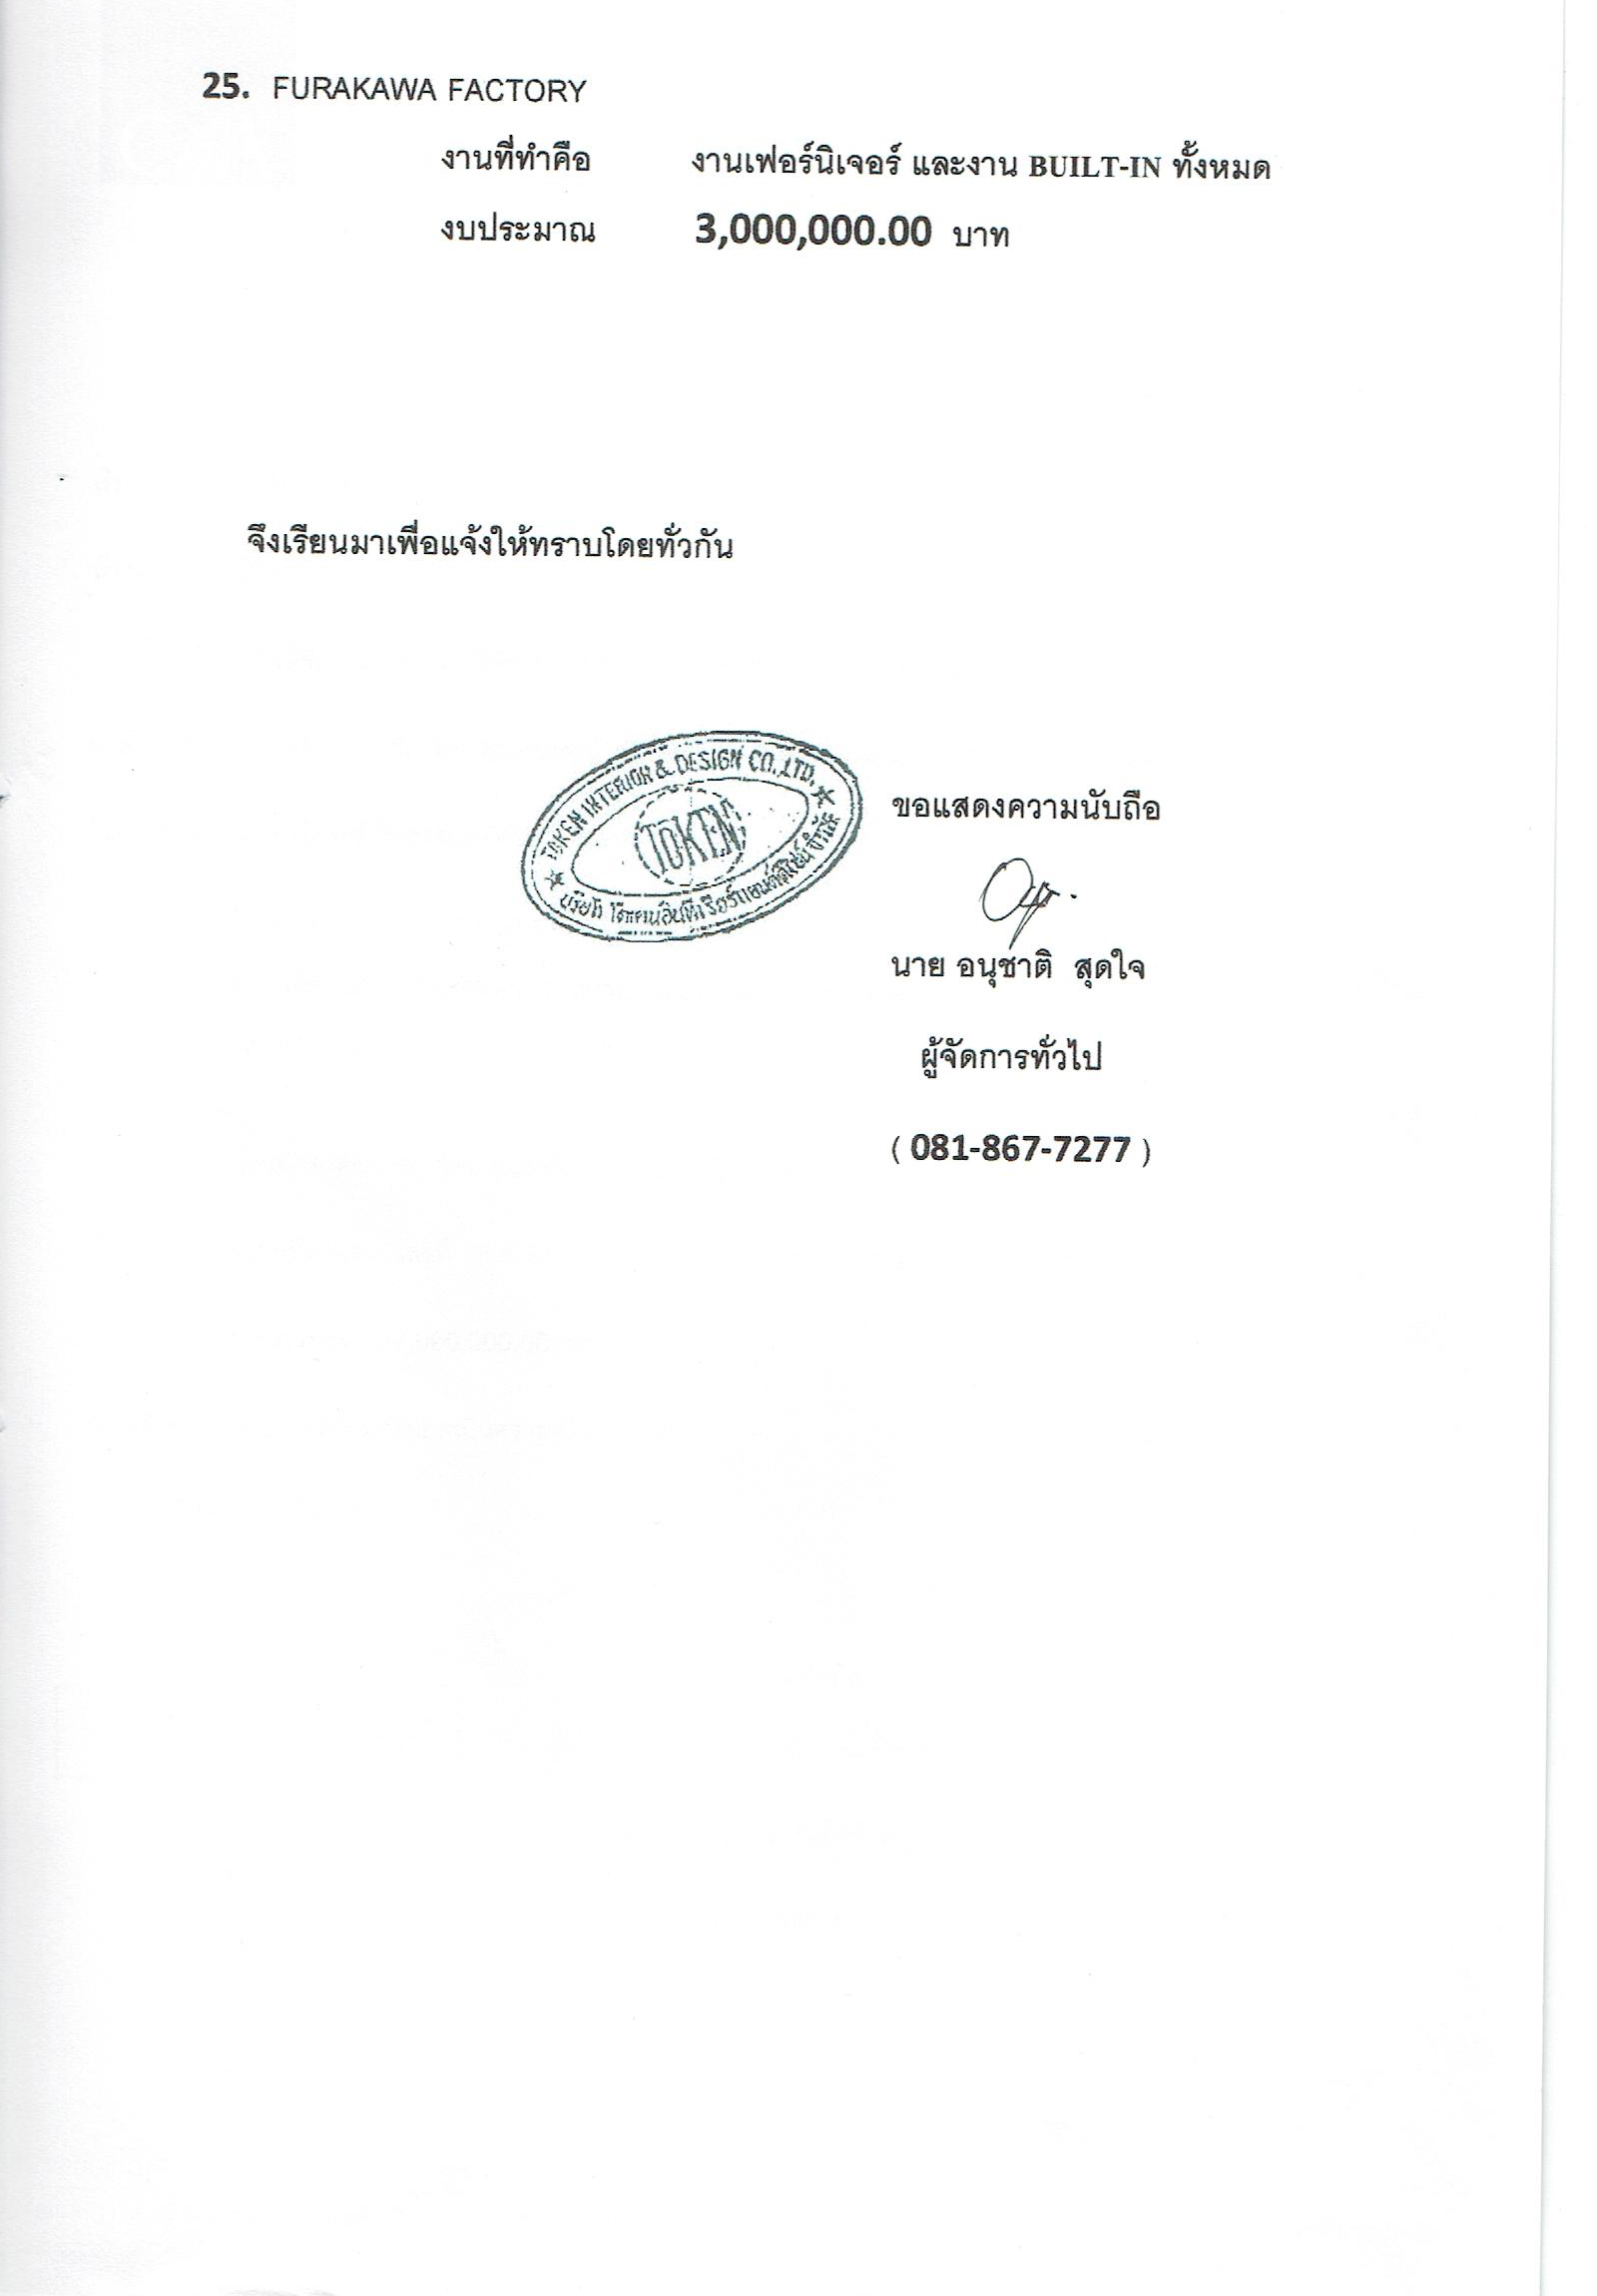 25. FURAKAWA FACTORY
งานที่ทำคือ งานเฟอร์นิเจอร์ และงาน BUILT-IN ทั้งหมด
งบประมาณ 3,000,000.00 บาท
จึงเรียนมาเพื่อแจ้งให้ทราบโดยทั่วกัน
TOKEN INTERIOR & DESIGN CO.,LTD.
TOKEN
บริษัท โตเคนอินทีเรียร์แอนด์ดีไซน์ จำกัด
ขอแสดงความนับถือ
นาย อนุชาติ สุดใจ
ผู้จัดการทั่วไป
( 081-867-7277 )